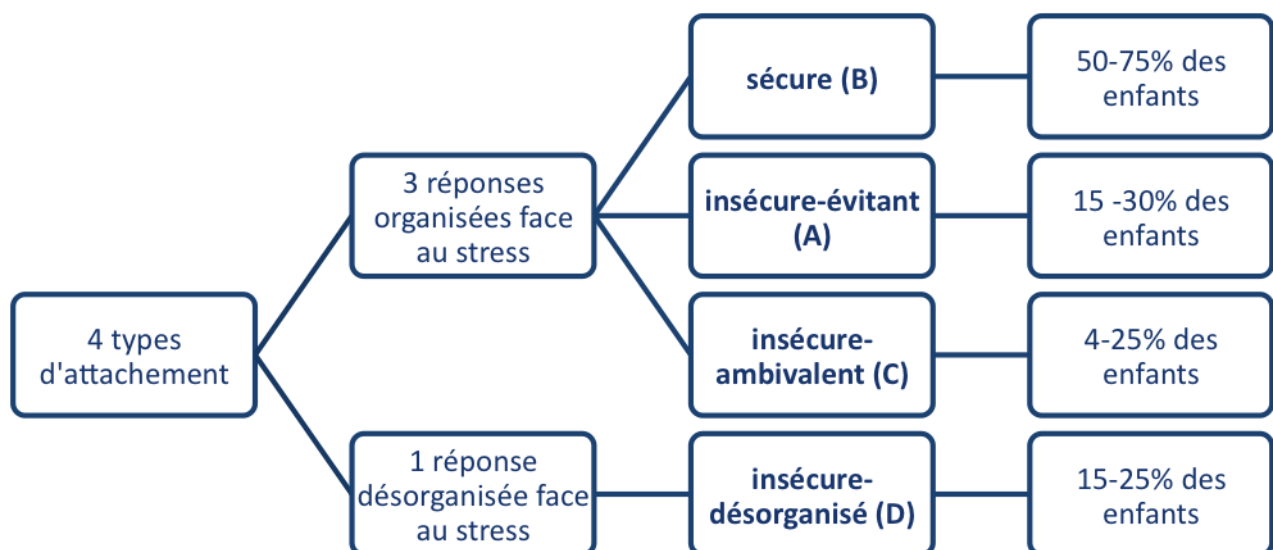 4 types
d'attachement
3 réponses
organisées face
au stress
sécure (B)
50-75% des
enfants
insécure-évitant
(A)
15 -30% des
enfants
insécure-
ambivalent (C)
4-25% des
enfants
1 réponse
désorganisée face
au stress
insécure-
désorganisé (D)
15-25% des
enfants